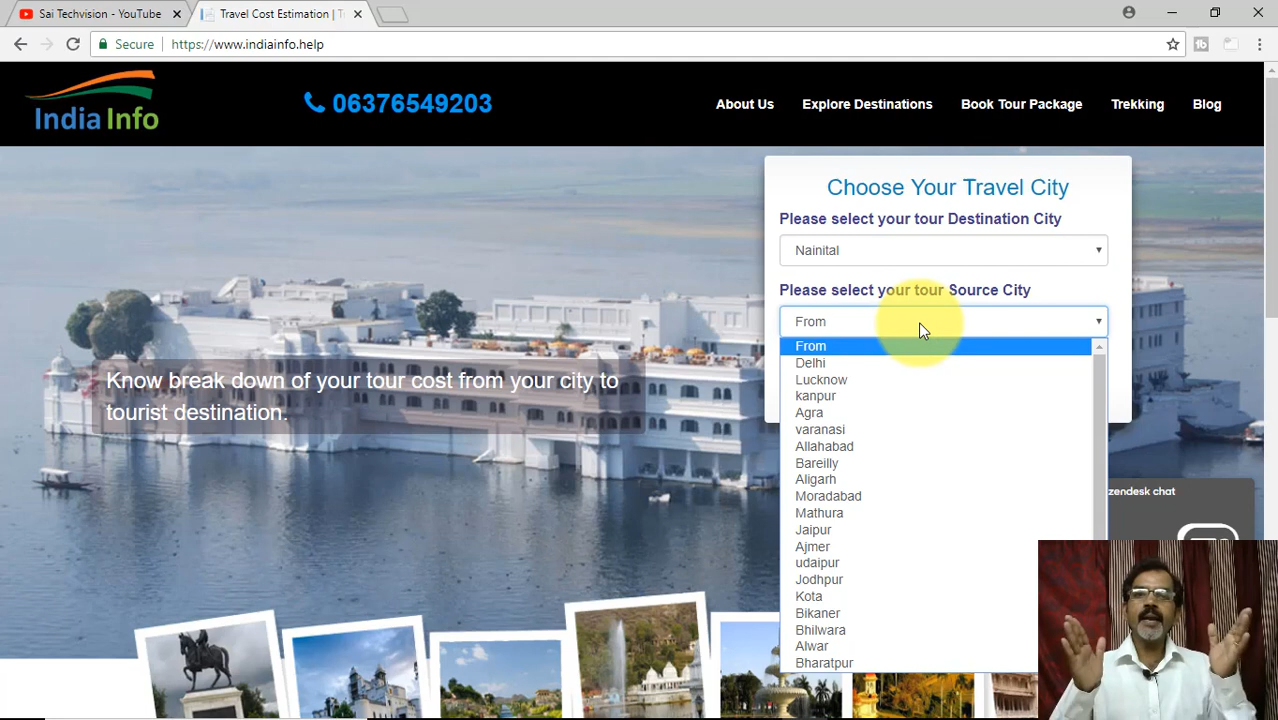 Sai Techvision - YouTube
Travel Cost Estimation | T
Secure
https://www.indiainfo.help
India Info
06376549203
About Us
Explore Destinations
Book Tour Package
Trekking
Blog
Choose Your Travel City
Please select your tour Destination City
Nainital
Please select your tour Source City
From
From
Delhi
Lucknow
kanpur
Agra
varanasi
Allahabad
Bareilly
Aligarh
Moradabad
Mathura
Jaipur
Ajmer
udaipur
Jodhpur
Kota
Bikaner
Bhilwara
Alwar
Bharatpur
Know break down of your tour cost from your city to
tourist destination.
zendesk chat